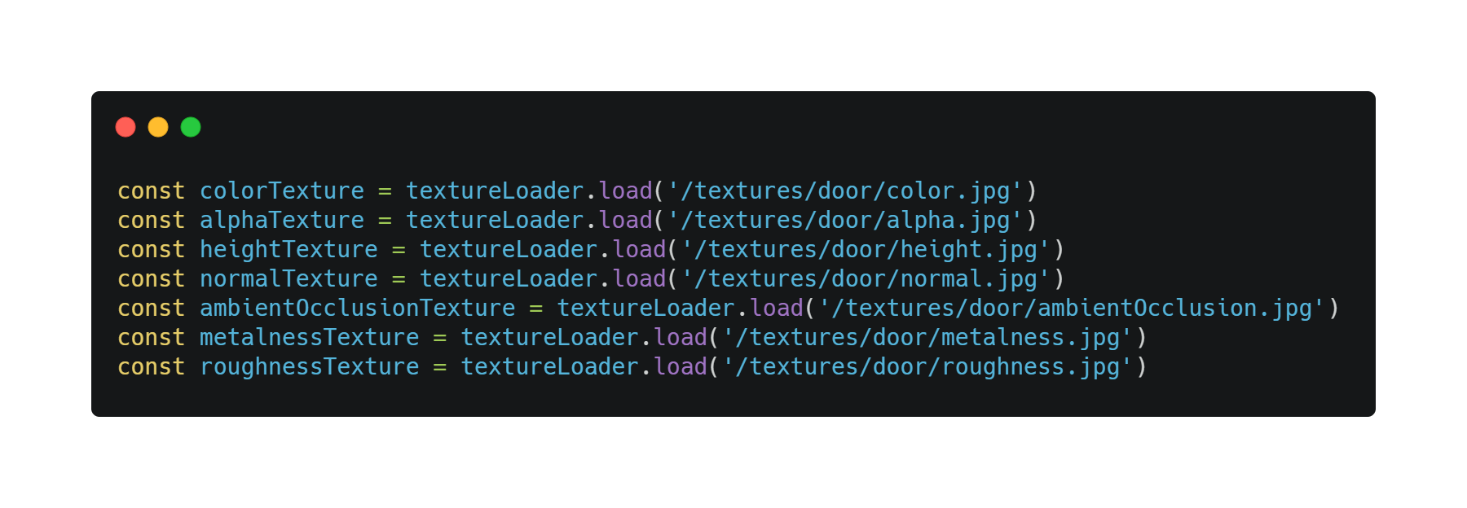 const colorTexture = textureLoader.load('/textures/door/color.jpg')
const alphaTexture = textureLoader.load('/textures/door/alpha.jpg')
const heightTexture = textureLoader.load('/textures/door/height.jpg')
const normalTexture = textureLoader.load('/textures/door/normal.jpg')
const ambientOcclusionTexture = textureLoader.load('/textures/door/ambientOcclusion.jpg')
const metalnessTexture = textureLoader.load('/textures/door/metalness.jpg')
const roughnessTexture = textureLoader.load('/textures/door/roughness.jpg')